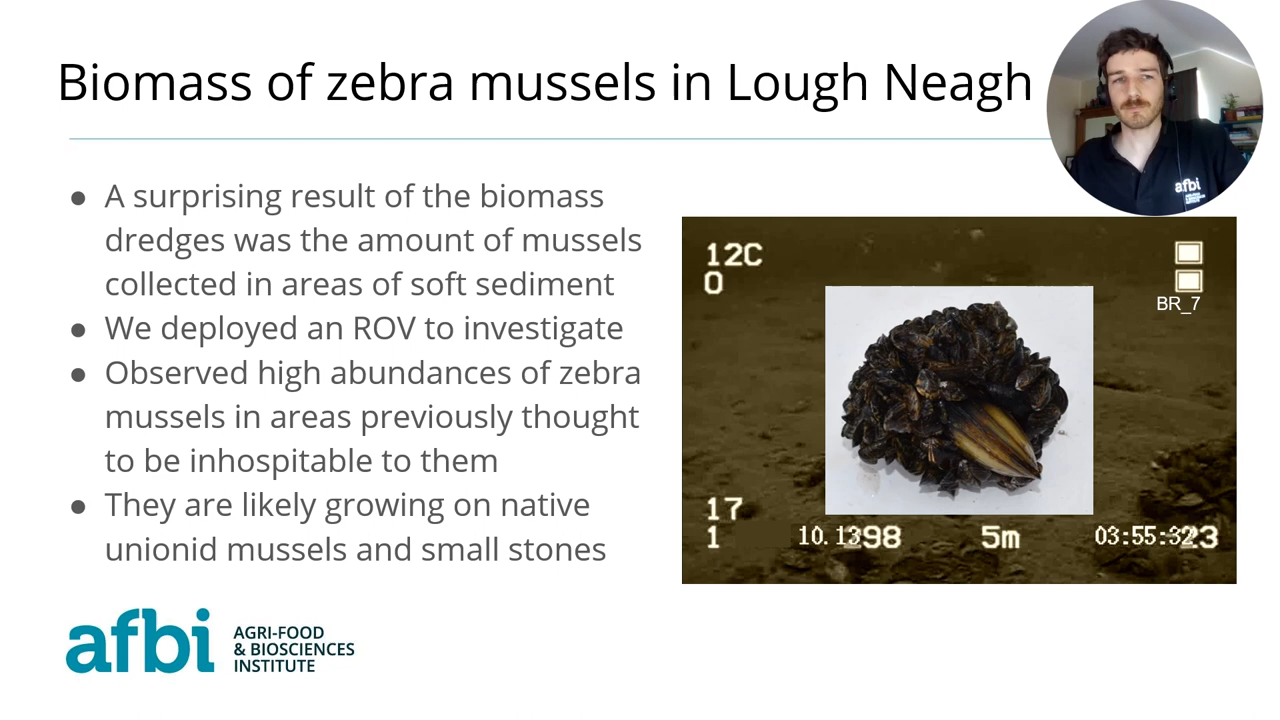 Biomass of zebra mussels in Lough Neagh
afbi
● A surprising result of the biomass
dredges was the amount of mussels
collected in areas of soft sediment
● We deployed an ROV to investigate
● Observed high abundances of zebra
mussels in areas previously thought
to be inhospitable to them
● They are likely growing on native
unionid mussels and small stones
12C
0
BR_7
17
1
5m
afbi
AGRI-FOOD
& BIOSCIENCES
INSTITUTE